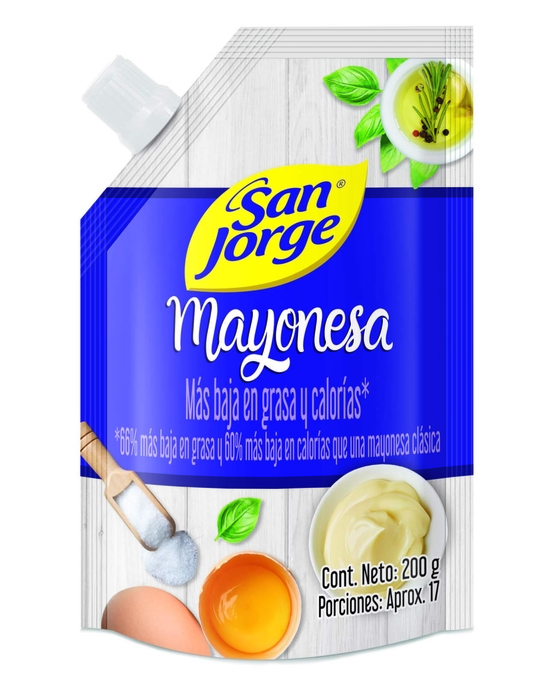 San
Jorge®
Mayonesa
Más baja en grasa y calorías*
*66% más baja en grasa y 60% más baja en calorías que una mayonesa clásica
Cont. Neto: 200 g
Porciones: Aprox. 17